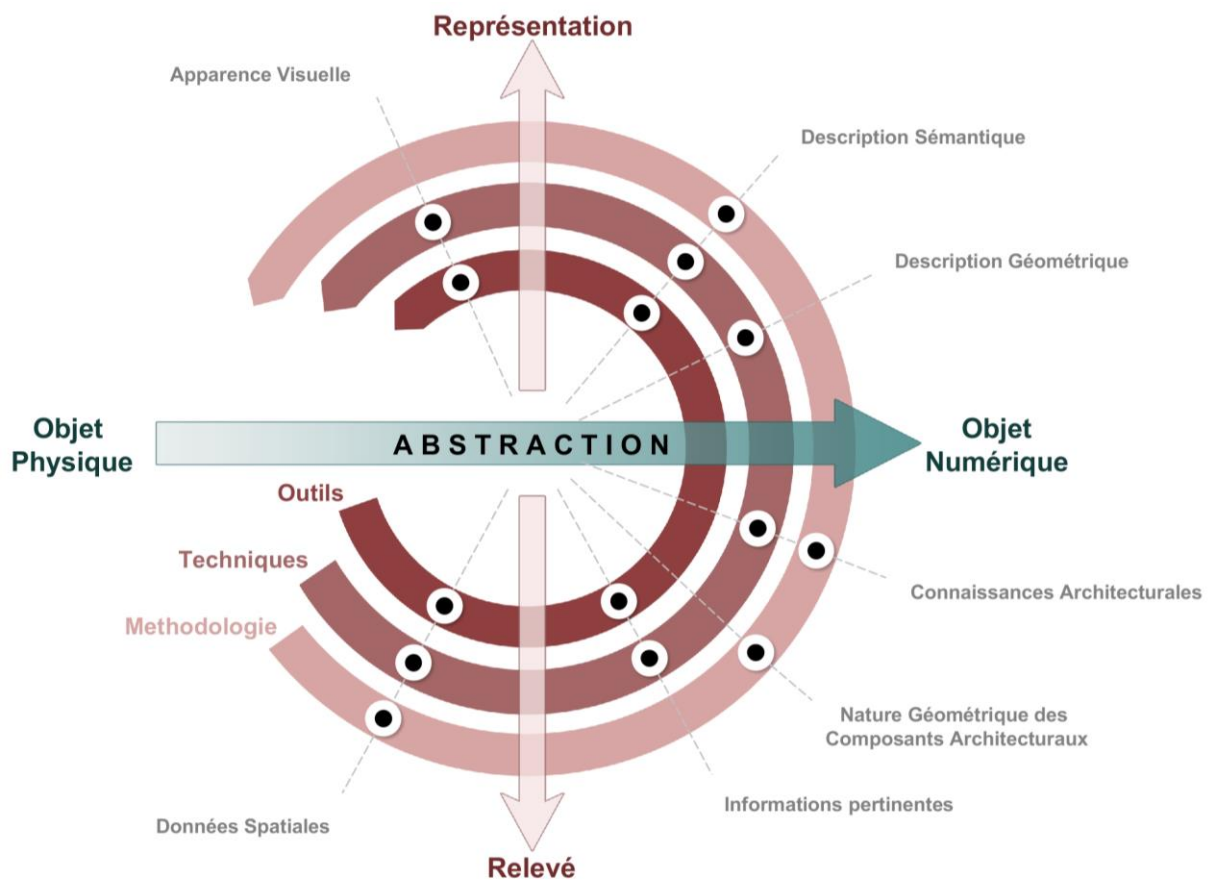 Représentation
Apparence Visuelle
Description Sémantique
Description Géométrique
Objet
Physique
ABSTRACTION
Objet
Numérique
Outils
Techniques
Methodologie
Connaissances Architecturales
Nature Géométrique des
Composants Architecturaux
Informations pertinentes
Données Spatiales
Relevé